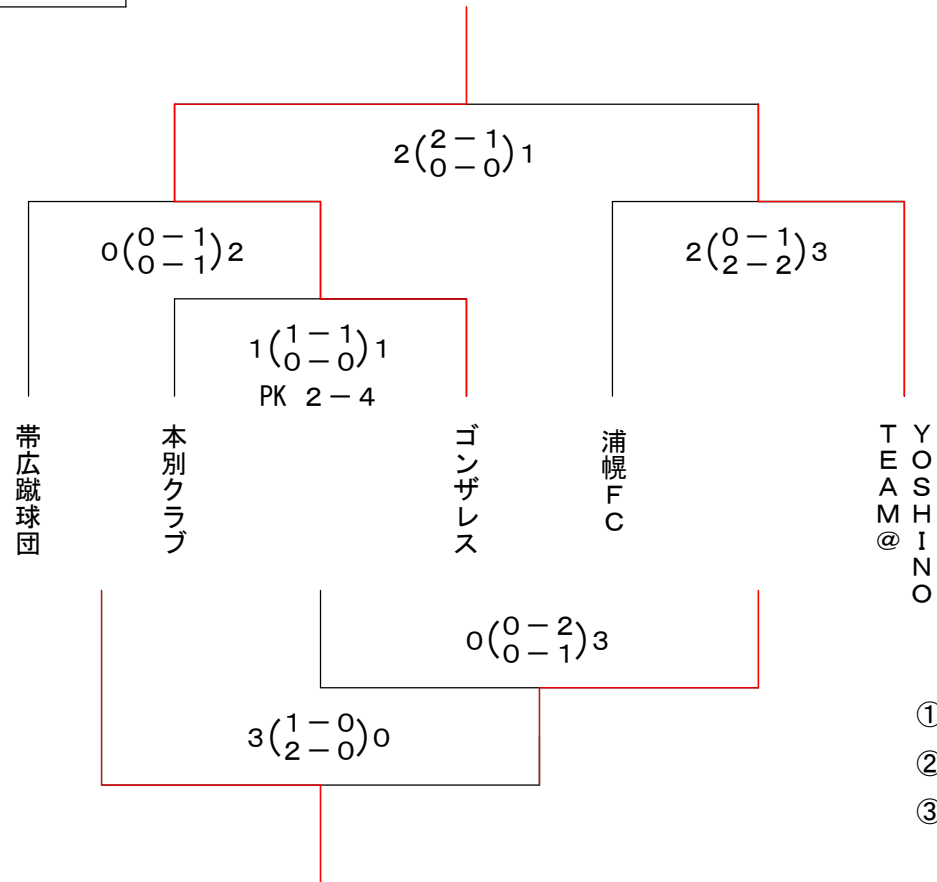 2(2-1
0-0)1
0(0-1
0-1)2
2(0-1
2-2)3
1(1-1
0-0)1
PK 2-4
帯広蹴球団
本別クラブ
ゴンザレス
浦幌FC
YOSHINO
TEAM@
0(0-2
0-1)3
3(1-0
2-0)0
①
②
③